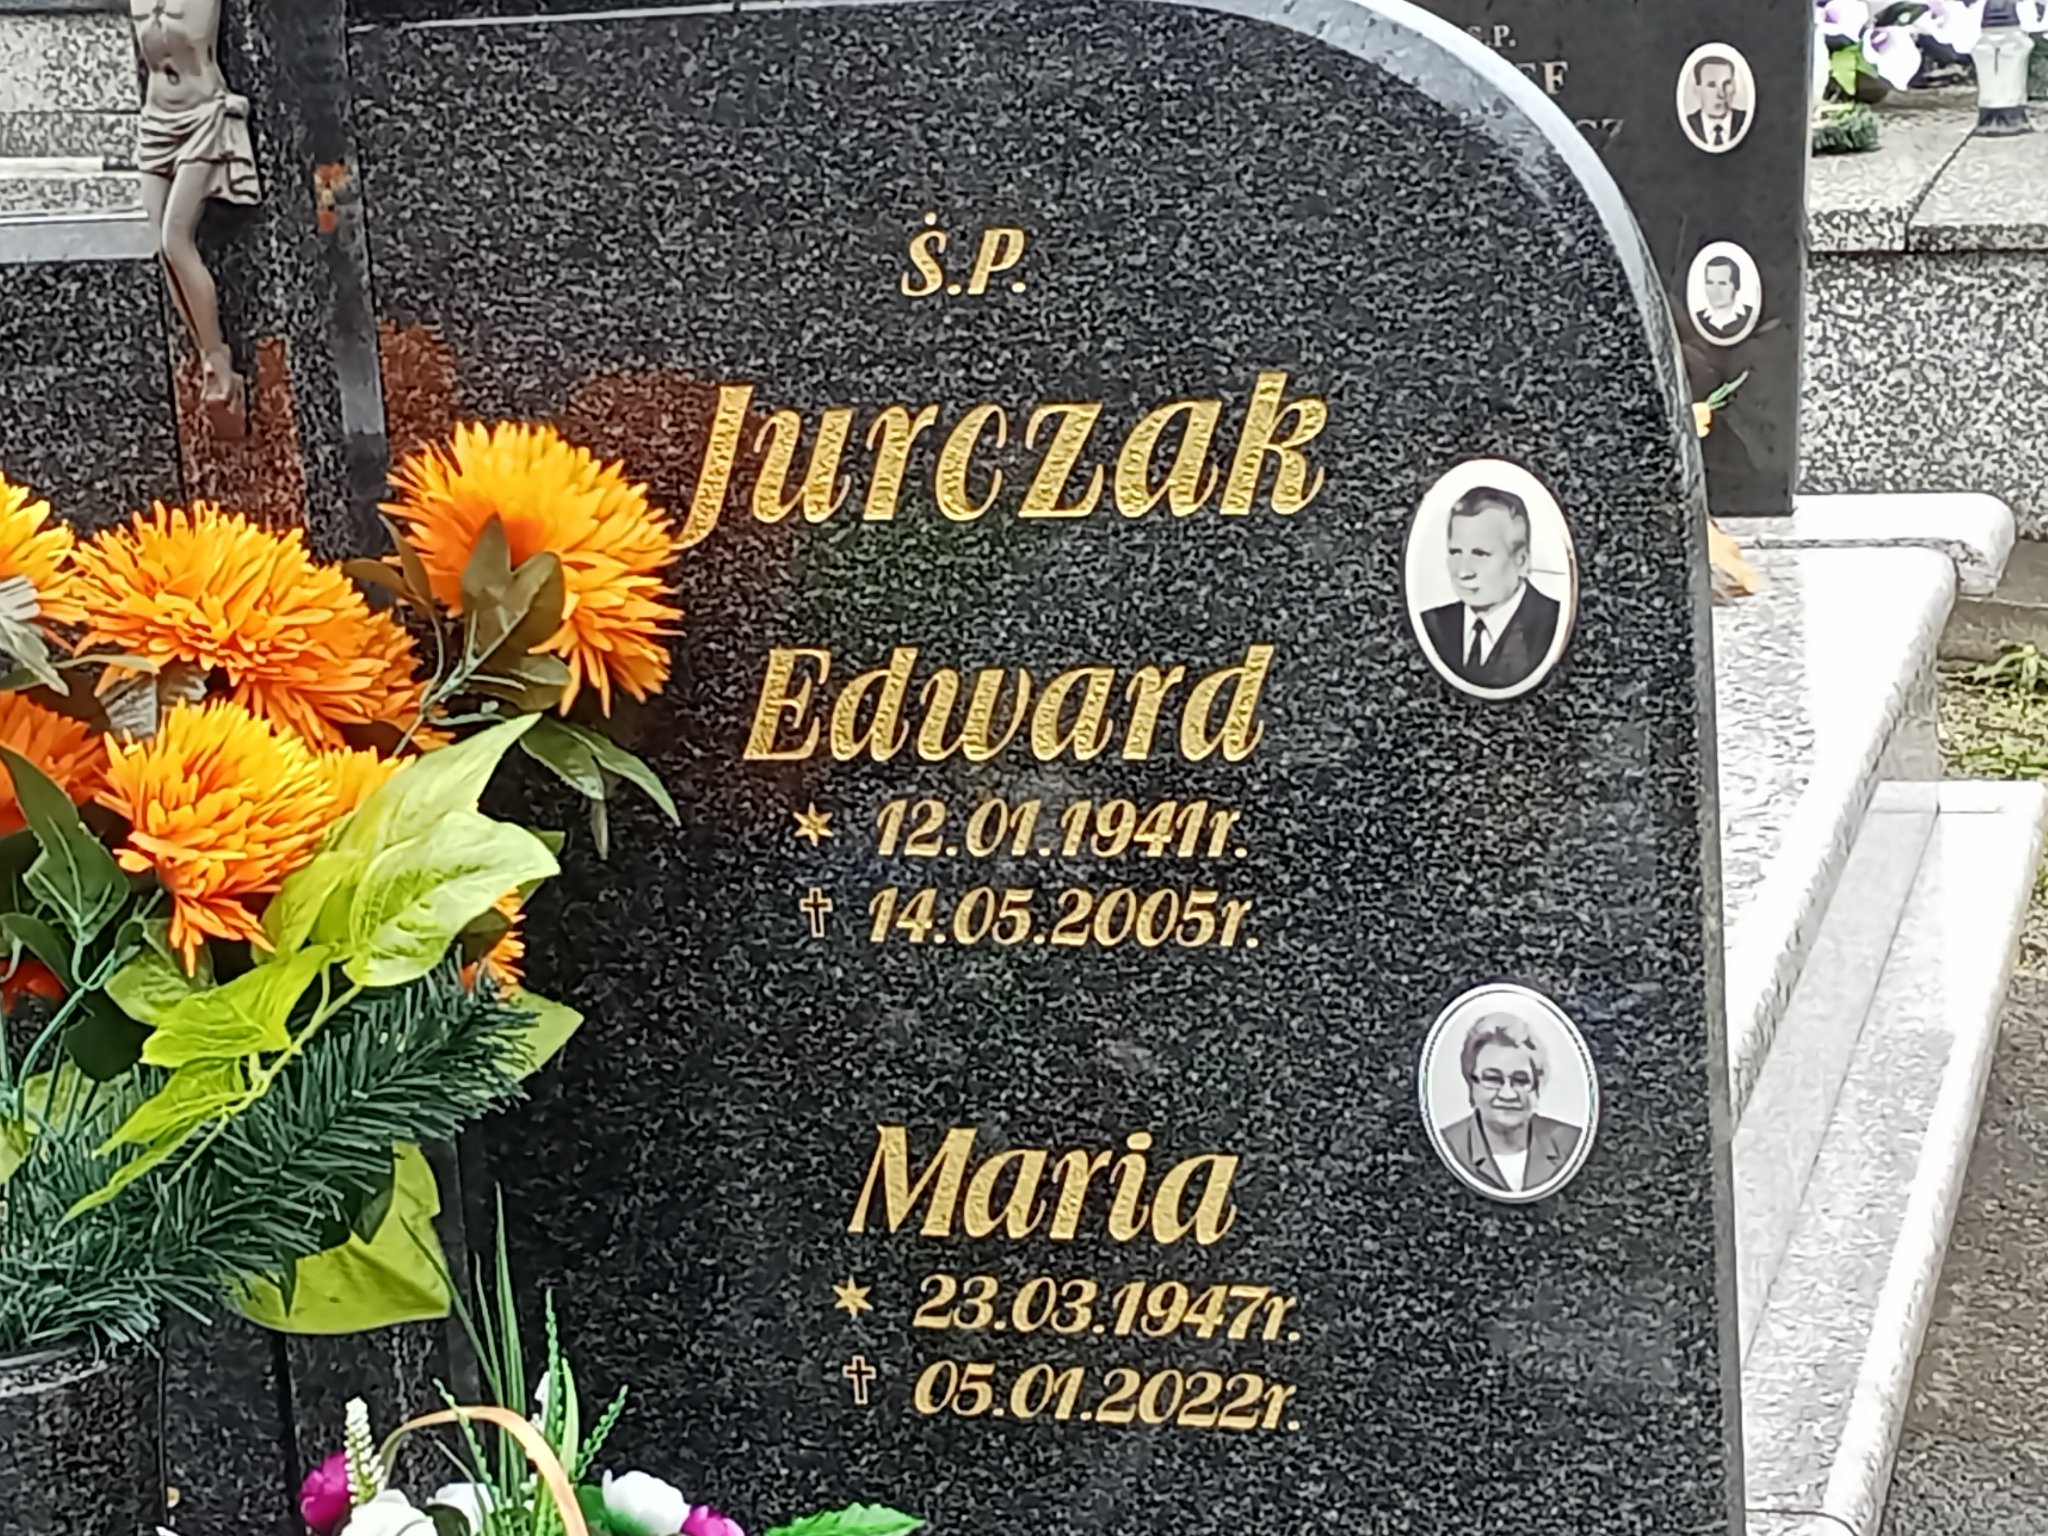 Ś.P.
Jurczak
Edward
* 12.01.1941r.
✝ 14.05.2005r.
Maria
* 23.03.1947r.
✝ 05.01.2022r.
Ś.P.